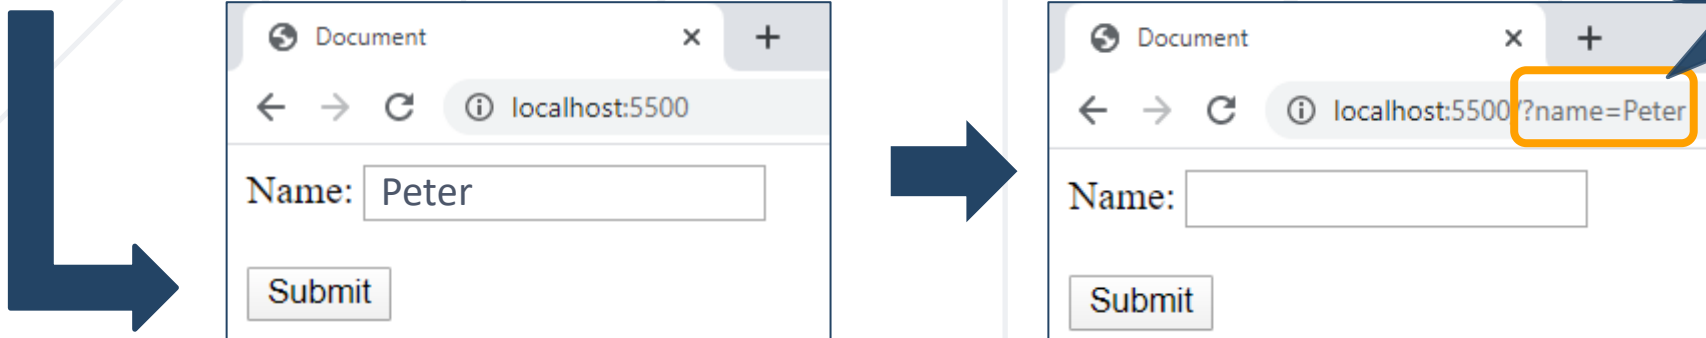 Document
localhost:5500
Name: Peter
Submit
Document
localhost:5500/?name=Peter
Name:
Submit